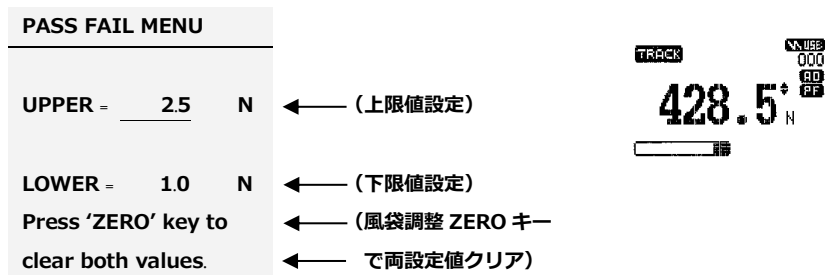 PASS FAIL MENU
UPPER = 2.5 N
(上限値設定)
LOWER = 1.0 N
(下限値設定)
Press ‘ZERO’ key to
(風袋調整 ZERO キー
clear both values.
で両設定値クリア)
TRACK
USB
000
AO
PF
428.5 N